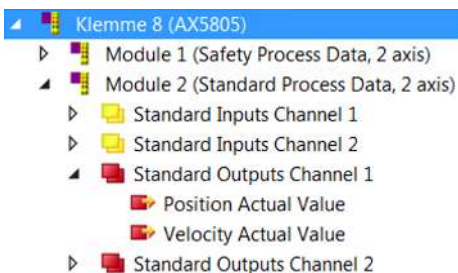 Klemme 8 (AX5805)
Module 1 (Safety Process Data, 2 axis)
Module 2 (Standard Process Data, 2 axis)
Standard Inputs Channel 1
Standard Inputs Channel 2
Standard Outputs Channel 1
Position Actual Value
Velocity Actual Value
Standard Outputs Channel 2